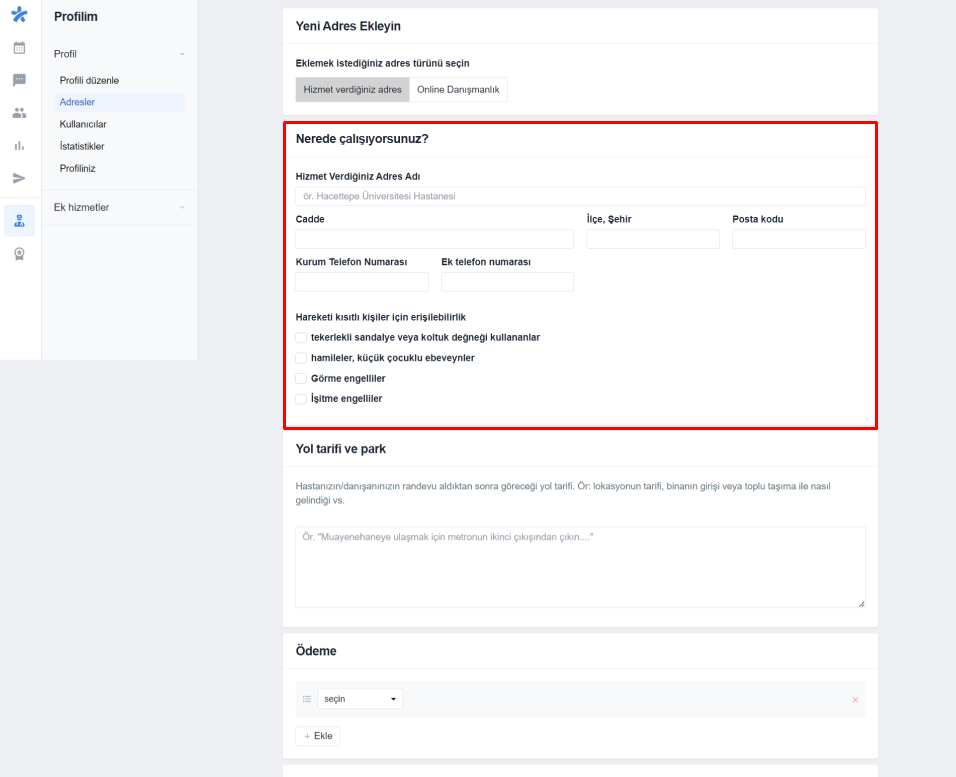 Profilim
Profil
Profili düzenle
Adresler
Kullanıcılar
İstatistikler
Profiliniz
Ek hizmetler
Yeni Adres Ekleyin
Eklemek istediğiniz adres türünü seçin
Hizmet verdiğiniz adres
Online Danışmanlık
Nerede çalışıyorsunuz?
Hizmet Verdiğiniz Adres Adı
ör. Hacettepe Üniversitesi Hastanesi
Cadde
İlçe, Şehir
Posta kodu
Kurum Telefon Numarası
Ek telefon numarası
Hareketi kısıtlı kişiler için erişilebilirlik
tekerlekli sandalye veya koltuk değneği kullananlar
hamileler, küçük çocuklu ebeveynler
Görme engelliler
İşitme engelliler
Yol tarifi ve park
Hastanızın/danışanınızın randevu aldıktan sonra göreceği yol tarifi. Ör: lokasyonun tarifi, binanın girişi veya toplu taşıma ile nasıl
gelindiği vs.
Ör. "Muayenehaneye ulaşmak için metronun ikinci çıkışından çıkın...."
Ödeme
seçin
+ Ekle